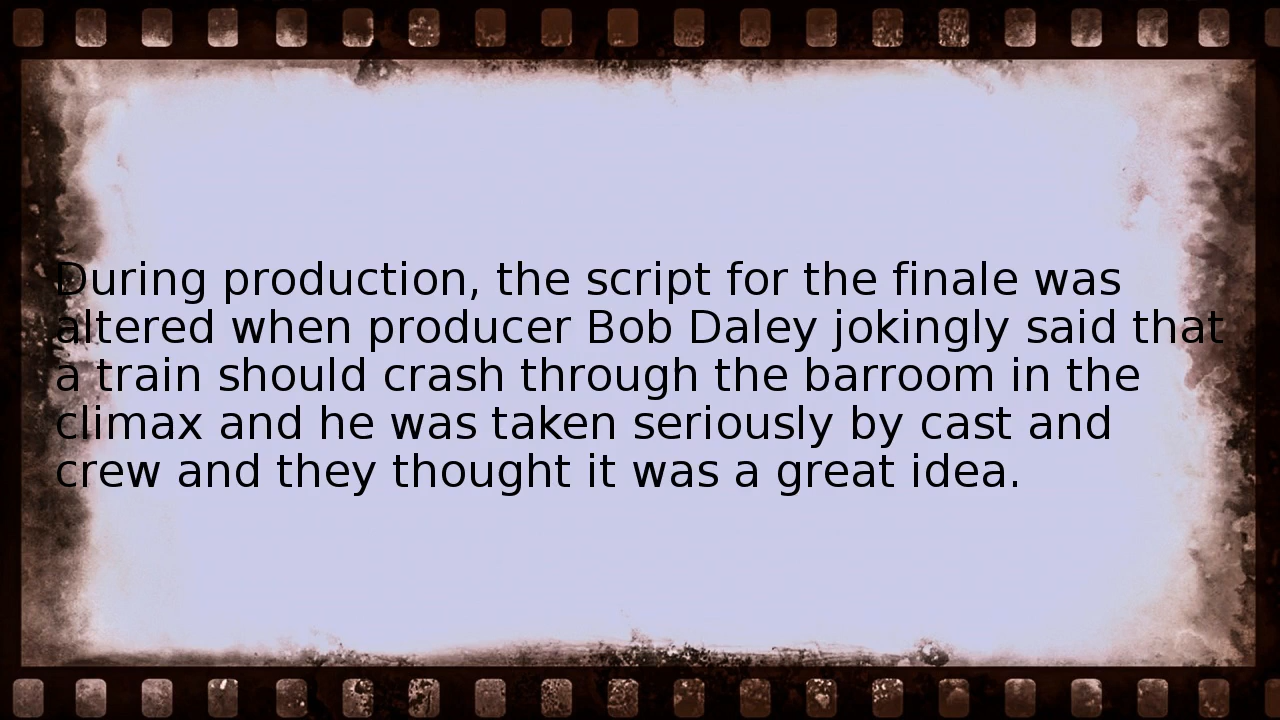 During production, the script for the finale was
altered when producer Bob Daley jokingly said that
a train should crash through the barroom in the
climax and he was taken seriously by cast and
crew and they thought it was a great idea.